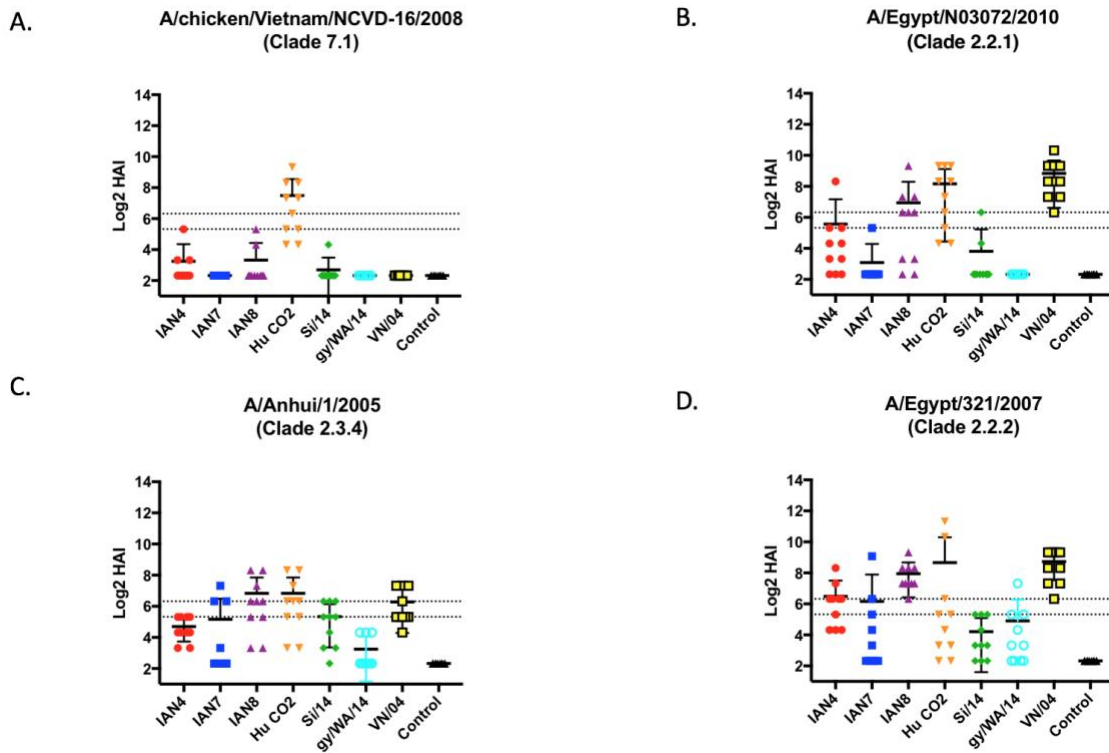 A.
A/chicken/Vietnam/NCVD-16/2008
(Clade 7.1)
Log2 HAI
14
12
10
8
6
4
2
IAN4
IAN7
IAN8
Hu CO2
Si/14
gy/WA/14
VN/04
Control
B.
A/Egypt/N03072/2010
(Clade 2.2.1)
Log2 HAI
14
12
10
8
6
4
2
IAN4
IAN7
IAN8
Hu CO2
Si/14
gy/WA/14
VN/04
Control
C.
A/Anhui/1/2005
(Clade 2.3.4)
Log2 HAI
14
12
10
8
6
4
2
IAN4
IAN7
IAN8
Hu CO2
Si/14
gy/WA/14
VN/04
Control
D.
A/Egypt/321/2007
(Clade 2.2.2)
Log2 HAI
14
12
10
8
6
4
2
IAN4
IAN7
IAN8
Hu CO2
Si/14
gy/WA/14
VN/04
Control